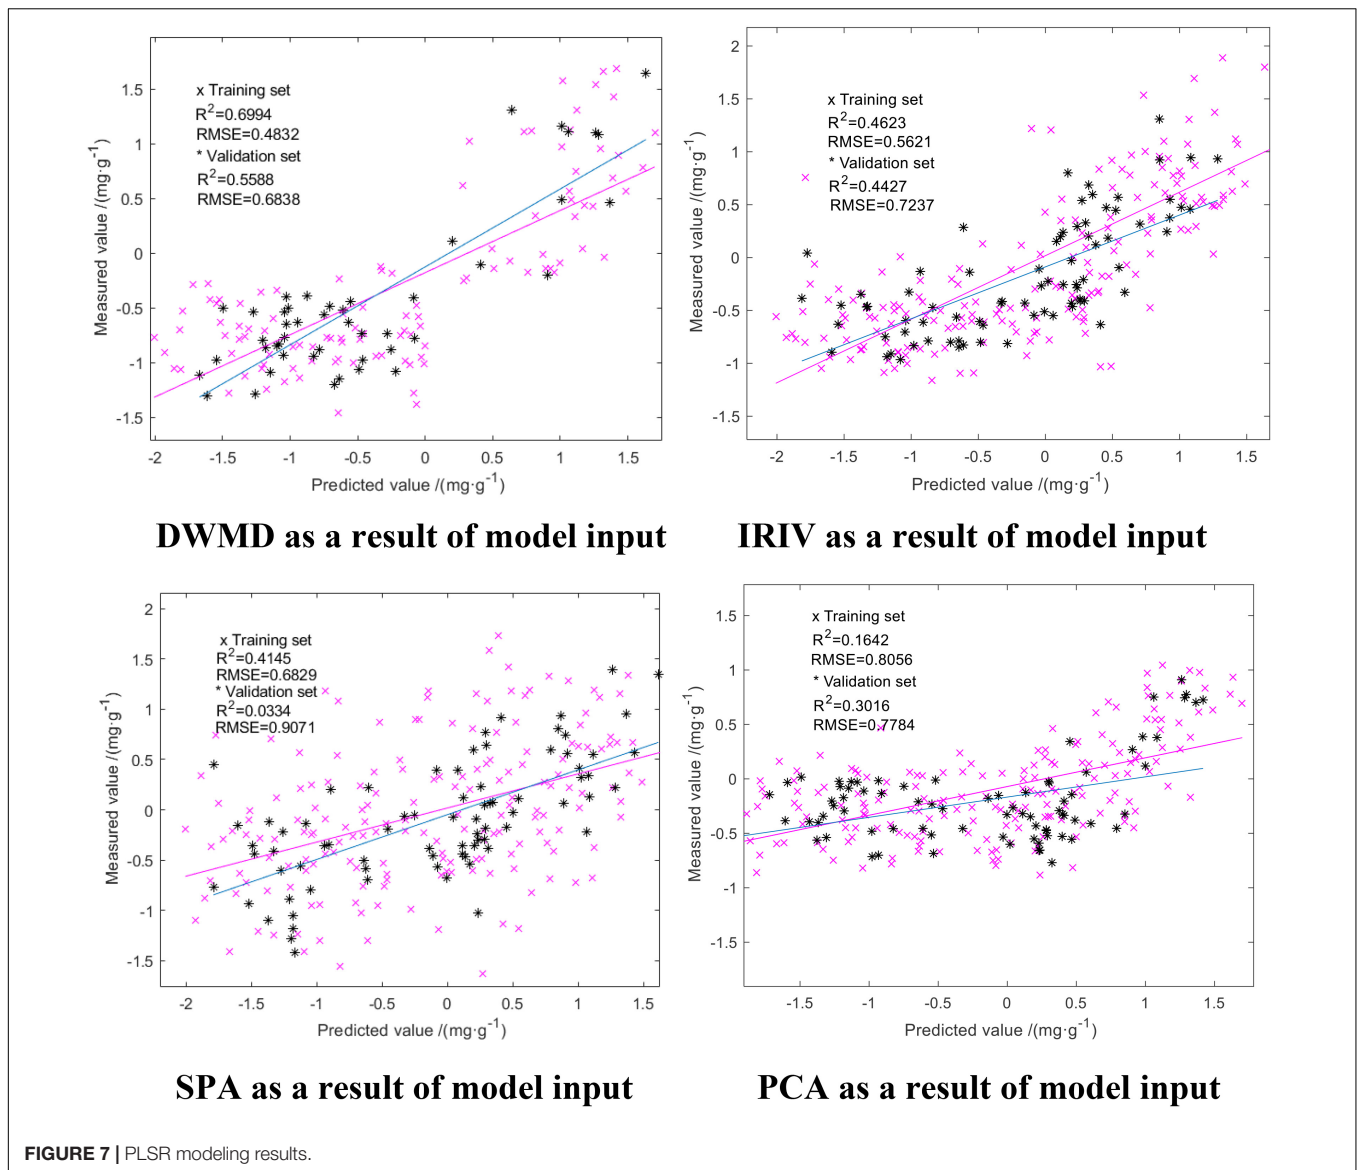 x Training set
R²=0.6994
RMSE=0.4832
* Validation set
R²=0.5588
RMSE=0.6838
1.5
1
0.5
0
-0.5
-1
-1.5
Measured value /(mg·g⁻¹)
-2 -1.5 -1 -0.5 0 0.5 1 1.5
Predicted value /(mg·g⁻¹)
DWMD as a result of model input
x Training set
R²=0.4623
RMSE=0.5621
* Validation set
R²=0.4427
RMSE=0.7237
2
1.5
1
0.5
0
-0.5
-1
-1.5
Measured value /(mg·g⁻¹)
-2 -1.5 -1 -0.5 0 0.5 1 1.5
Predicted value /(mg·g⁻¹)
IRIV as a result of model input
x Training set
R²=0.4145
RMSE=0.6829
* Validation set
R²=0.0334
RMSE=0.9071
2
1.5
1
0.5
0
-0.5
-1
-1.5
Measured value /(mg·g⁻¹)
-2 -1.5 -1 -0.5 0 0.5 1 1.5
Predicted value /(mg·g⁻¹)
SPA as a result of model input
x Training set
R²=0.1642
RMSE=0.8056
* Validation set
R²=0.3016
RMSE=0.7784
1.5
1
0.5
0
-0.5
-1
-1.5
Measured value /(mg·g⁻¹)
-1.5 -1 -0.5 0 0.5 1 1.5
Predicted value /(mg·g⁻¹)
PCA as a result of model input
FIGURE 7 | PLSR modeling results.